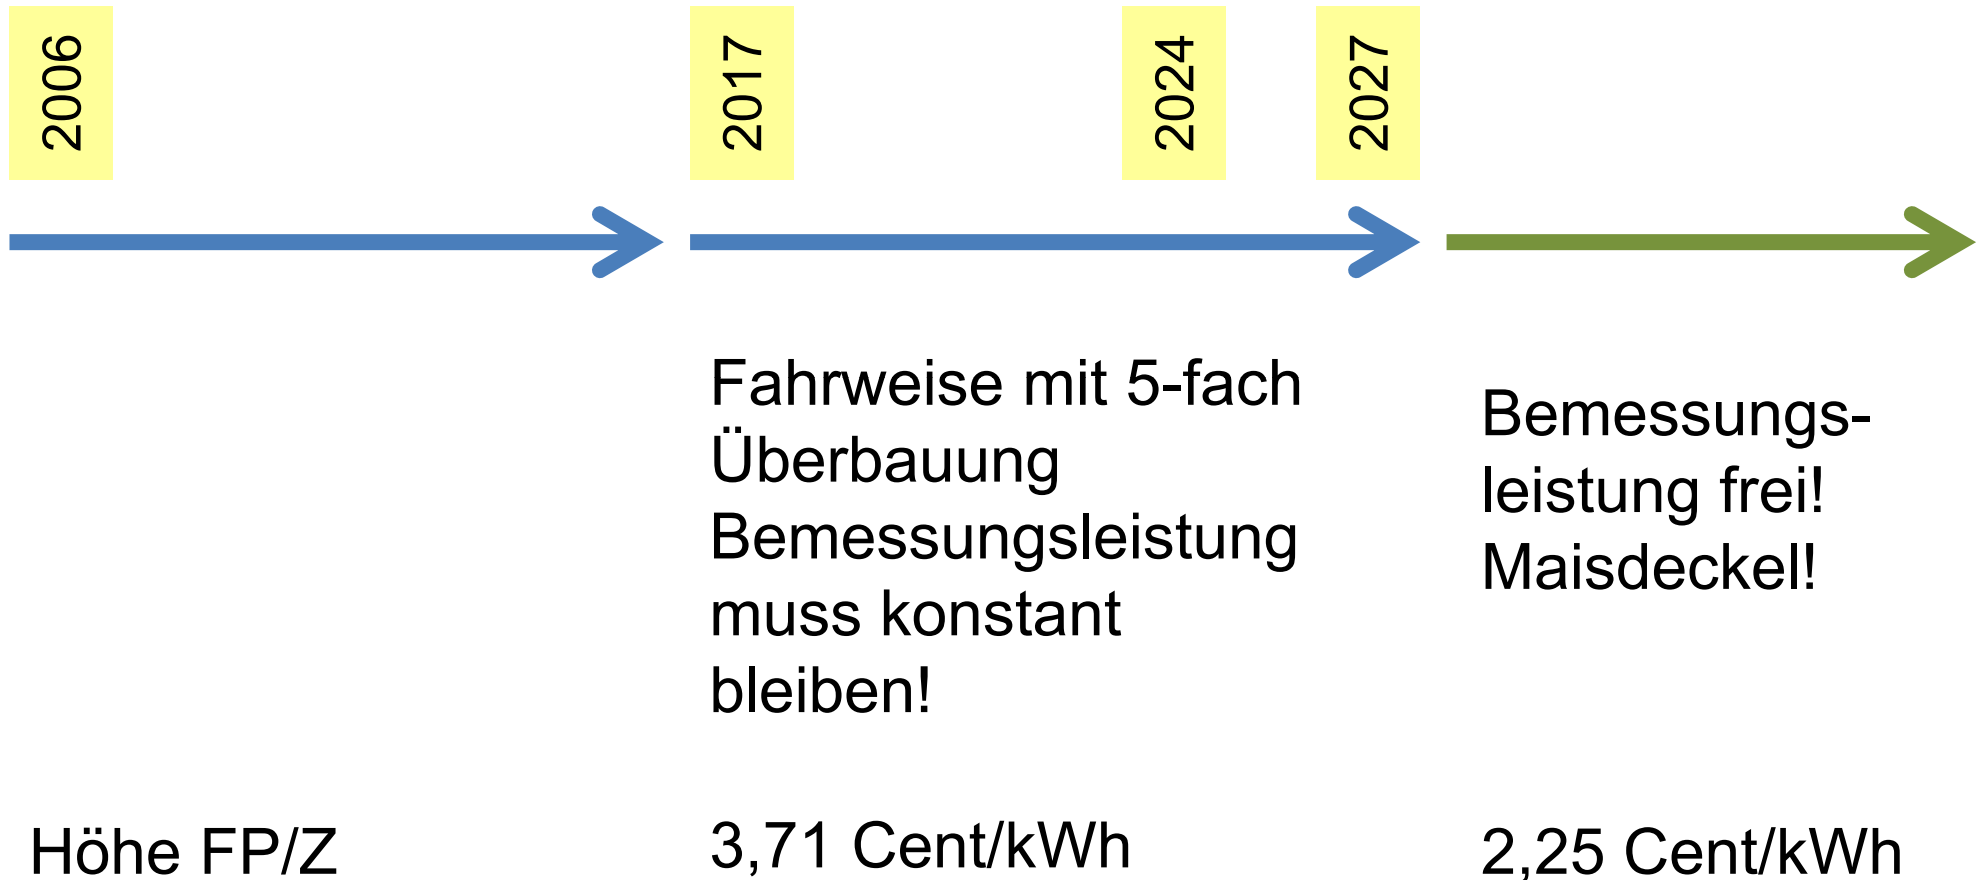 2006
2017
2024
2027
Fahrweise mit 5-fach
Überbauung
Bemessungsleistung
muss konstant
bleiben!
Bemessungs-
leistung frei!
Maisdeckel!
Höhe FP/Z
3,71 Cent/kWh
2,25 Cent/kWh